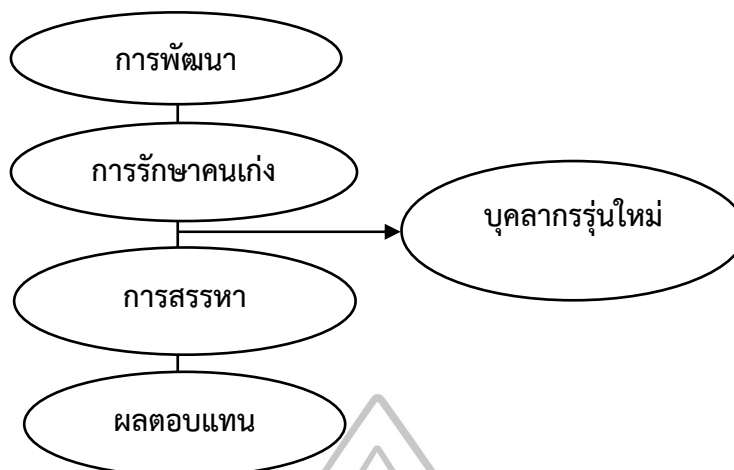 การพัฒนา
การรักษาคนเก่ง
บุคลากรรุ่นใหม่
การสรรหา
ผลตอบแทน